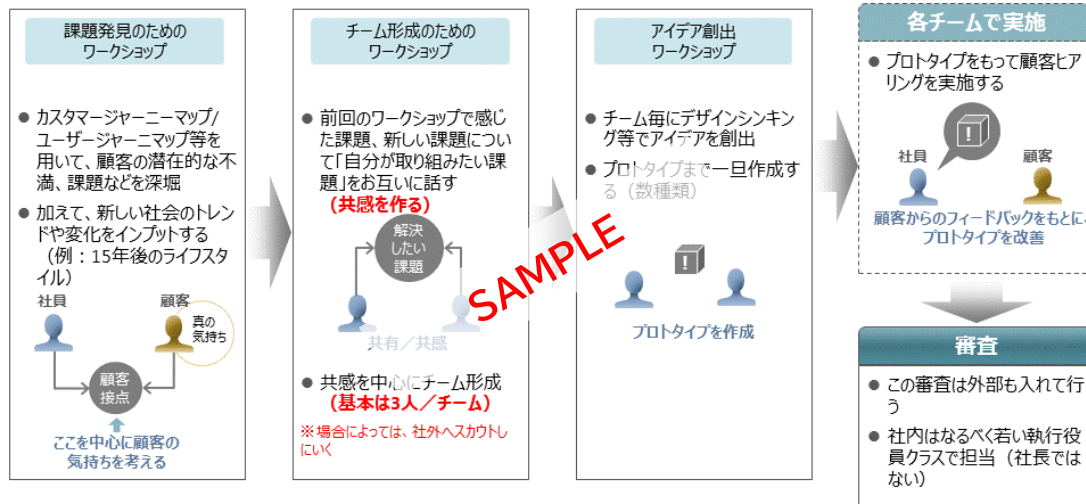 課題発見のための
ワークショップ
● カスタマージャーニーマップ/
ユーザージャーニマップ等を
用いて、顧客の潜在的な不
満、課題などを深堀
● 加えて、新しい社会のトレン
ドや変化をインプットする
（例：15年後のライフスタ
イル）
社員
顧客
真の
気持ち
顧客
接点
ここを中心に顧客の
気持ちを考える
チーム形成のための
ワークショップ
● 前回のワークショップで感じ
た課題、新しい課題につい
て「自分が取り組みたい課
題」をお互いに話す
（共感を作る）
解決
したい
課題
共有／共感
● 共感を中心にチーム形成
（基本は3人／チーム）
※場合によっては、社外へスカウトし
にいく
アイデア創出
ワークショップ
● チーム毎にデザインシンキン
グ等でアイデアを創出
● プロトタイプまで一旦作成す
る（数種類）
!
プロトタイプを作成
SAMPLE
各チームで実施
● プロトタイプをもって顧客ヒア
リングを実施する
!
社員
顧客
顧客からのフィードバックをもとに、
プロトタイプを改善
審査
● この審査は外部も入れて行
う
● 社内はなるべく若い執行役
員クラスで担当（社長では
ない）